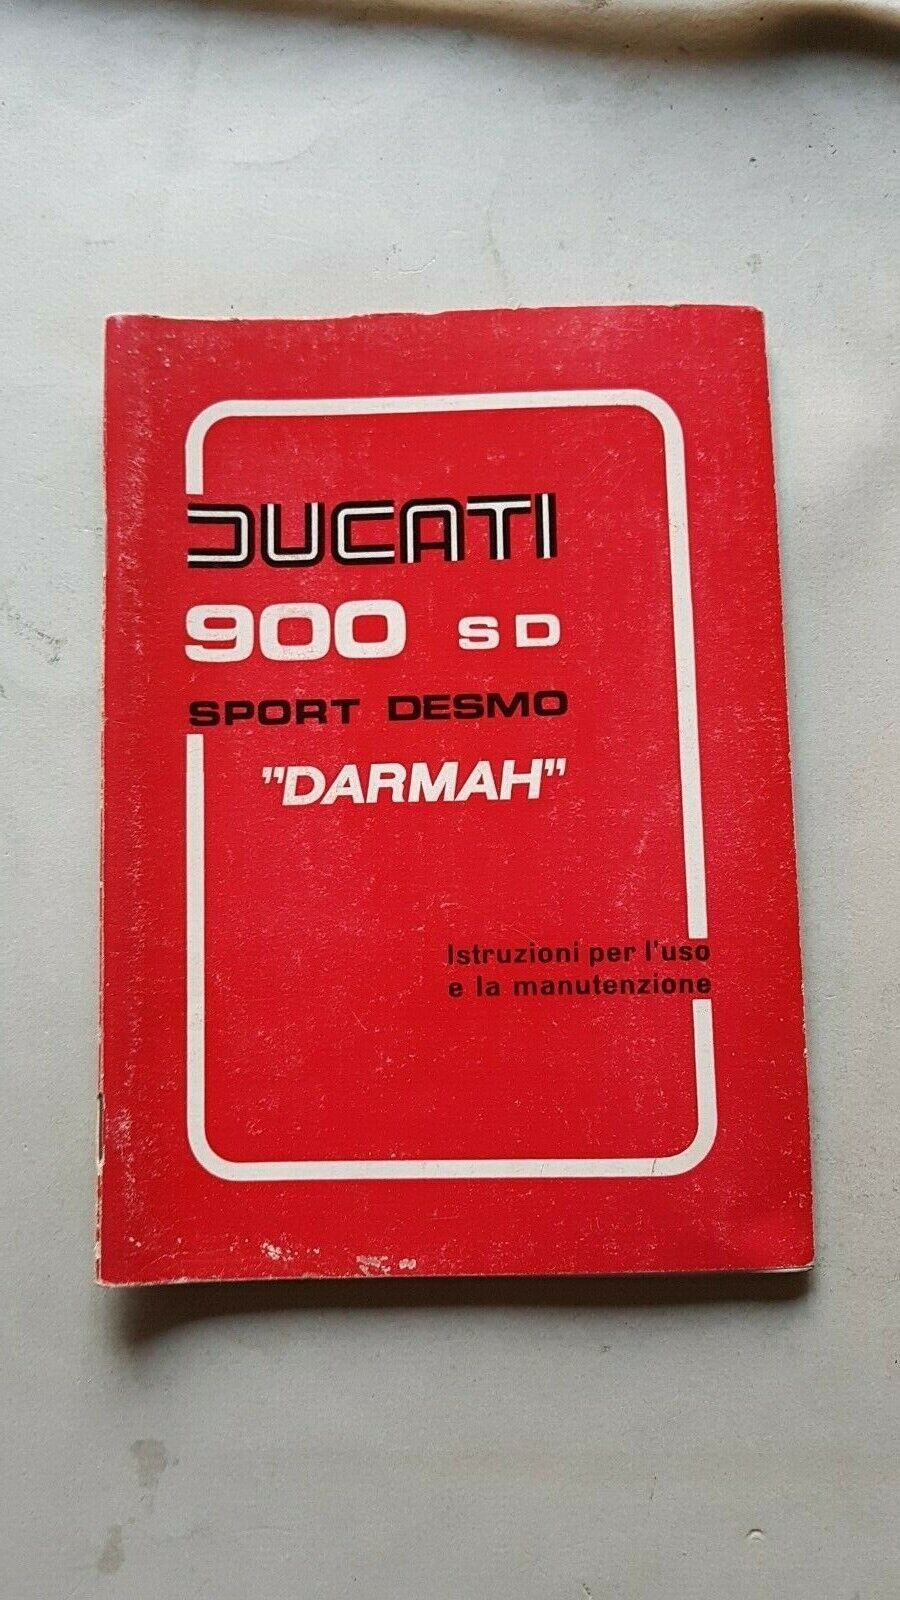 DUCATI
900 SD
SPORT DESMO
"DARMAH"
Istruzioni per l'uso
e la manutenzione